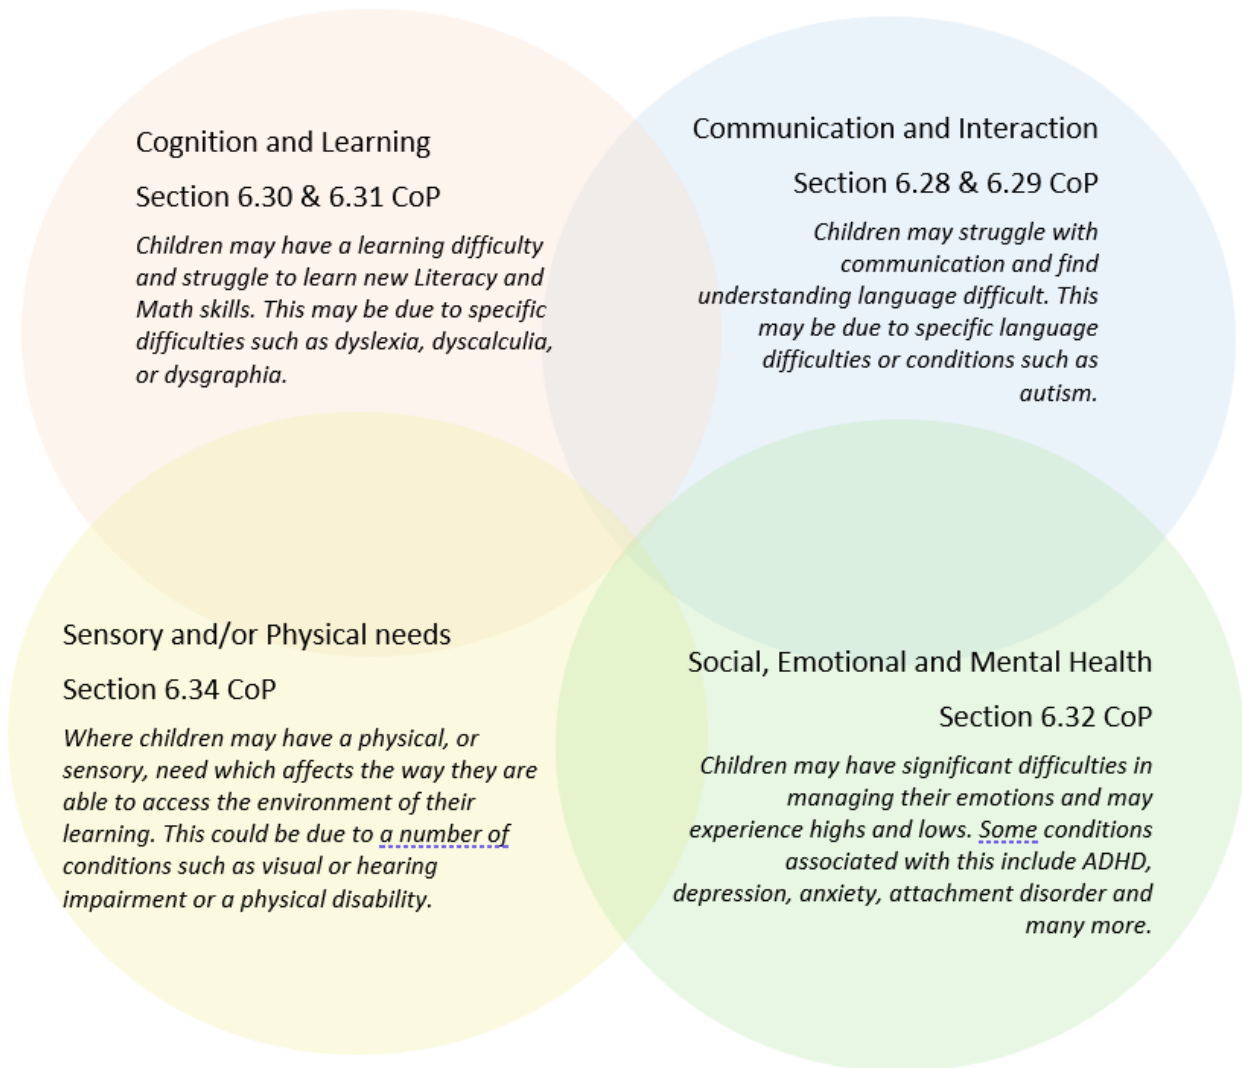 Cognition and Learning
Section 6.30 & 6.31 CoP
Children may have a learning difficulty
and struggle to learn new Literacy and
Math skills. This may be due to specific
difficulties such as dyslexia, dyscalculia,
or dysgraphia.
Communication and Interaction
Section 6.28 & 6.29 CoP
Children may struggle with
communication and find
understanding language difficult. This
may be due to specific language
difficulties or conditions such as
autism.
Sensory and/or Physical needs
Section 6.34 CoP
Where children may have a physical, or
sensory, need which affects the way they are
able to access the environment of their
learning. This could be due to a number of
conditions such as visual or hearing
impairment or a physical disability.
Social, Emotional and Mental Health
Section 6.32 CoP
Children may have significant difficulties in
managing their emotions and may
experience highs and lows. Some conditions
associated with this include ADHD,
depression, anxiety, attachment disorder and
many more.